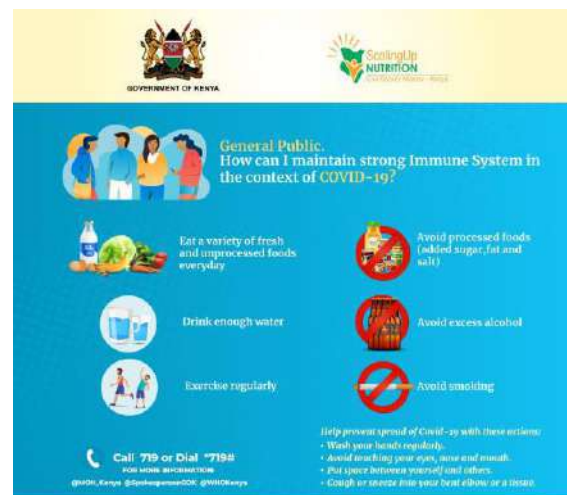 GOVERNMENT OF KENYA
ScalingUp
NUTRITION
General Public.
How can I maintain strong Immune System in
the context of COVID-19?
Eat a variety of fresh
and unprocessed foods
everyday
Avoid processed foods
(added sugar,fat and
salt)
Drink enough water
Avoid excess alcohol
Exercise regularly
Avoid smoking
Help prevent spread of Covid-19 with these actions:
• Wash your hands regularly.
• Avoid touching your eyes, nose and mouth.
• Put space between yourself and others.
• Cough or sneeze into your bent elbow or a tissue.
Call 719 or Dial *719#
FOR MORE INFORMATION
@MOH_Kenya @SpokespersonGOK @WHOKenya